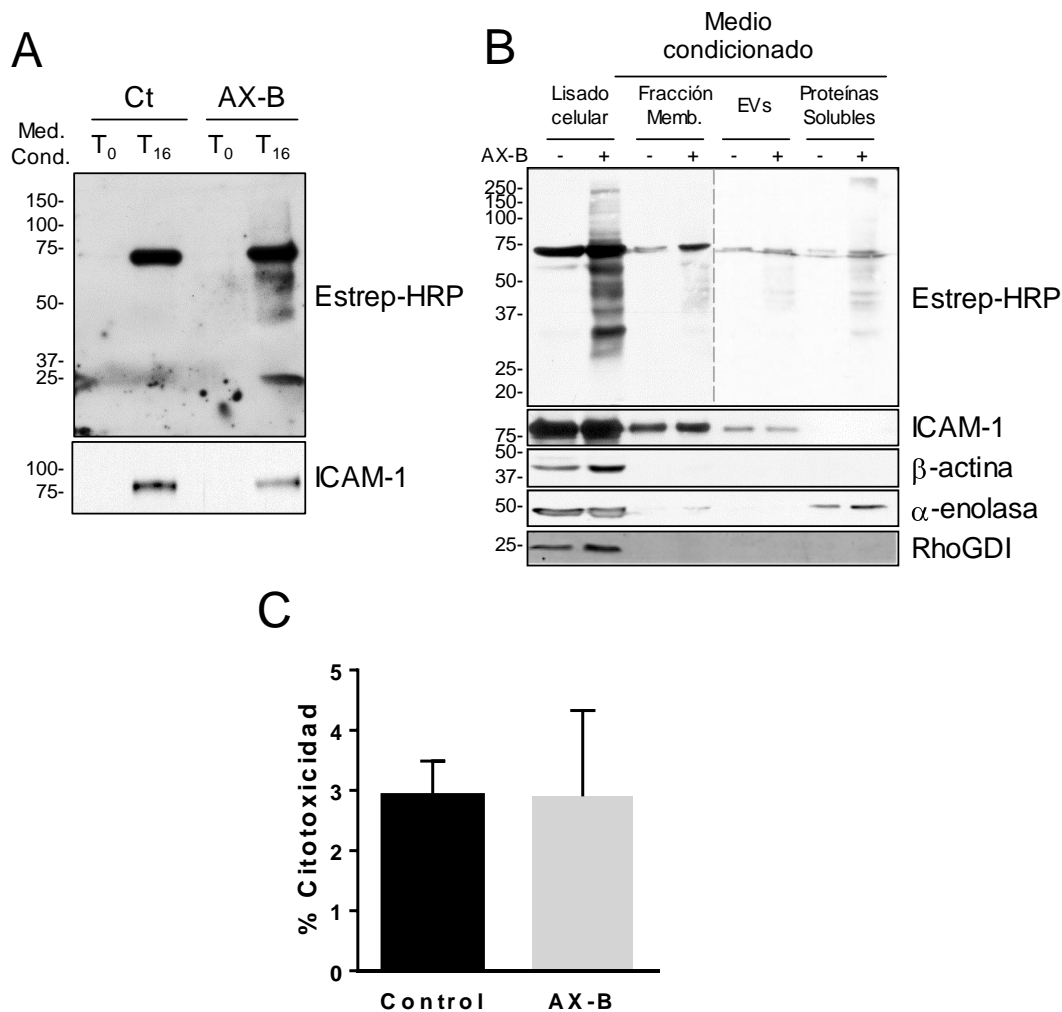 A
Ct AX-B
Med. Cond. T0 T16 T0 T16
150-
100-
75-
50-
37-
25-
Estrep-HRP
100-
75-
ICAM-1
B
Medio condicionado
Lisado celular Fracción Memb. EVs Proteínas Solubles
AX-B - + - + - + - +
250-
150-
100-
75-
50-
37-
25-
20-
Estrep-HRP
75-
ICAM-1
50-
37-
β-actina
50-
α-enolasa
25-
RhoGDI
C
% Citotoxicidad
5
4
3
2
1
0
Control AX-B